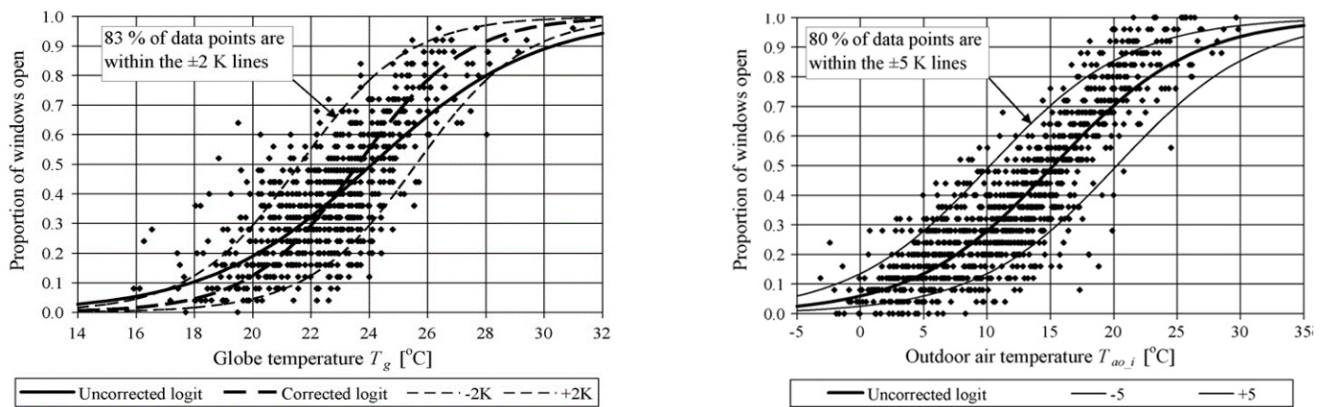 1.0
0.9
0.8
0.7
0.6
0.5
0.4
0.3
0.2
0.1
0.0
Proportion of windows open
83 % of data points are
within the ±2 K lines
14 16 18 20 22 24 26 28 30 32
Globe temperature T_g [°C]
Uncorrected logit Corrected logit -2K +2K
1.0
0.9
0.8
0.7
0.6
0.5
0.4
0.3
0.2
0.1
0.0
Proportion of windows open
80 % of data points are
within the ±5 K lines
-5 0 5 10 15 20 25 30 35
Outdoor air temperature T_ao_i [°C]
Uncorrected logit -5 +5